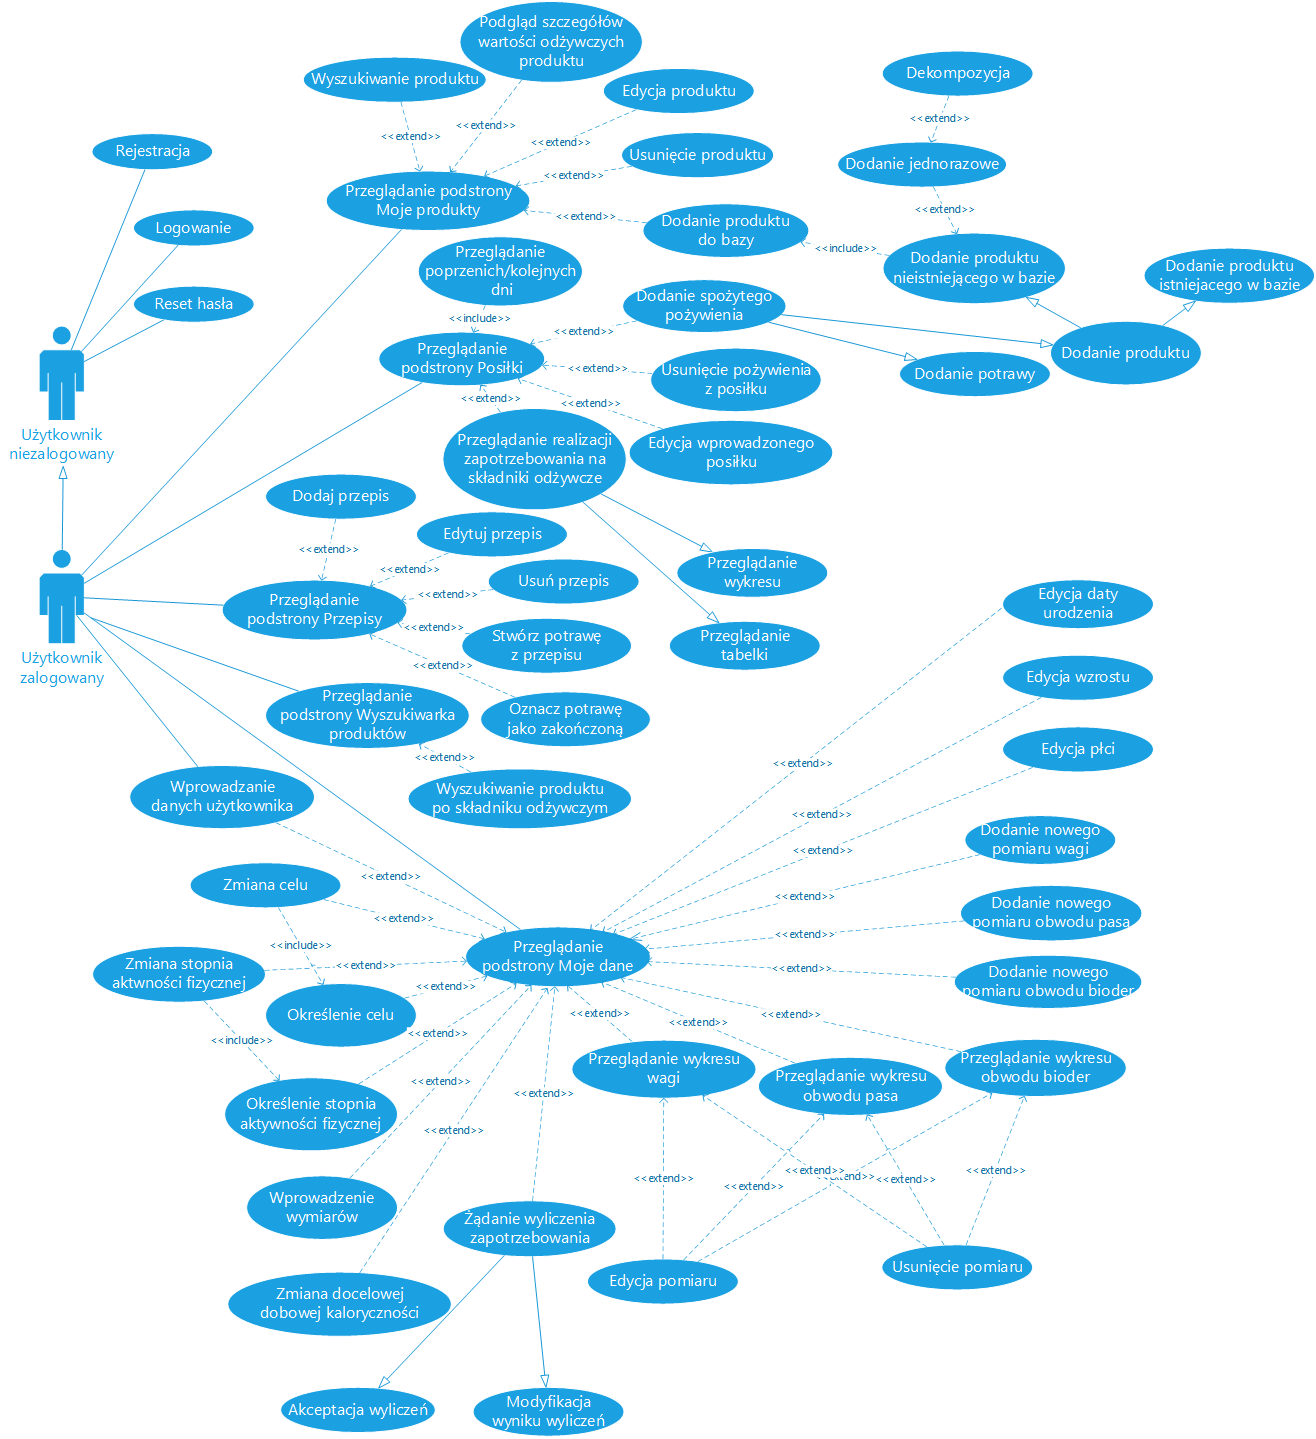 Podgląd szczegółów
wartości odżywczych
produktu
Wyszukiwanie produktu
Edycja produktu
Dekompozycja
<<extend>>
<<extend>>
<<extend>>
<<extend>>
Rejestracja
Usunięcie produktu
Dodanie jednorazowe
<<extend>>
Przeglądanie podstrony
Moje produkty
<<extend>>
<<extend>>
Logowanie
Dodanie produktu
do bazy
<<include>>
Przeglądanie
poprzenich/kolejnych
dni
Dodanie produktu
nieistniejącego w bazie
Dodanie produktu
istniejacego w bazie
Reset hasła
Dodanie spożytego
pożywienia
<<include>>
<<extend>>
Przeglądanie
podstrony Posiłki
Dodanie produktu
<<extend>>
Usunięcie pożywienia
z posiłku
Dodanie potrawy
<<extend>>
<<extend>>
Użytkownik
niezalogowany
Przeglądanie realizacji
zapotrzebowania na
składniki odżywcze
Edycja wprowadzonego
posiłku
Dodaj przepis
Edytuj przepis
<<extend>>
<<extend>>
Przeglądanie
wykresu
Usuń przepis
<<extend>>
Przeglądanie
podstrony Przepisy
<<extend>>
Stwórz potrawę
z przepisu
Przeglądanie
tabelki
Edycja daty
urodzenia
Użytkownik
zalogowany
<<extend>>
Edycja wzrostu
Przeglądanie
podstrony Wyszukiwarka
produktów
Oznacz potrawę
jako zakończoną
Edycja płci
<<extend>>
<<extend>>
Wprowadzanie
danych użytkownika
Wyszukiwanie produktu
po składniku odżywczym
<<extend>>
<<extend>>
Dodanie nowego
pomiaru wagi
<<extend>>
Zmiana celu
<<extend>>
<<extend>>
Dodanie nowego
pomiaru obwodu pasa
<<extend>>
<<include>>
Przeglądanie
podstrony Moje dane
Zmiana stopnia
aktwności fizycznej
<<extend>>
<<extend>>
Dodanie nowego
pomiaru obwodu bioder
<<extend>>
Określenie celu
<<extend>>
<<extend>>
<<extend>>
<<extend>>
<<include>>
Przeglądanie wykresu
wagi
Przeglądanie wykresu
obwodu pasa
Przeglądanie wykresu
obwodu bioder
<<extend>>
<<extend>>
Określenie stopnia
aktywności fizycznej
<<extend>>
<<extend>>
<<extend>>
<<extend>>
<<extend>>
<<extend>>
<<extend>>
Wprowadzenie
wymiarów
Żądanie wyliczenia
zapotrzebowania
Edycja pomiaru
Usunięcie pomiaru
Zmiana docelowej
dobowej kaloryczności
Akceptacja wyliczeń
Modyfikacja
wyniku wyliczeń